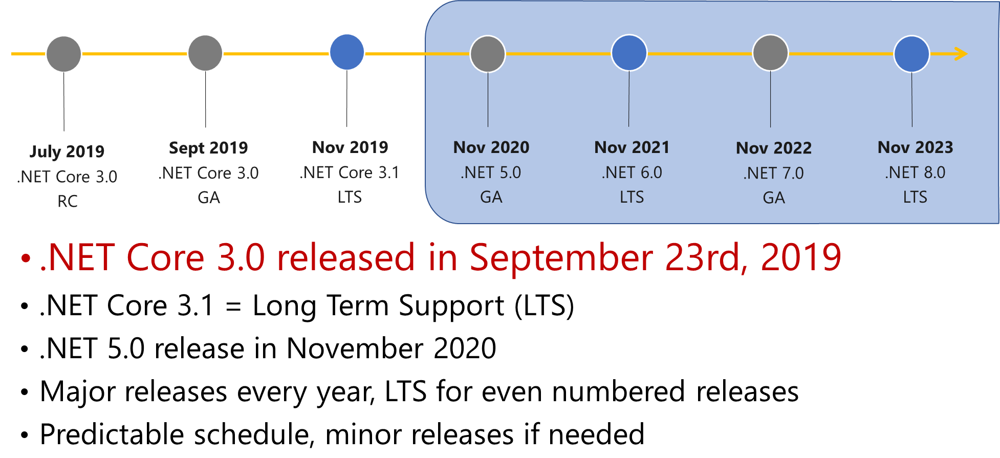 July 2019
.NET Core 3.0
RC
Sept 2019
.NET Core 3.0
GA
Nov 2019
.NET Core 3.1
LTS
Nov 2020
.NET 5.0
GA
Nov 2021
.NET 6.0
LTS
Nov 2022
.NET 7.0
GA
Nov 2023
.NET 8.0
LTS
• .NET Core 3.0 released in September 23rd, 2019
• .NET Core 3.1 = Long Term Support (LTS)
• .NET 5.0 release in November 2020
• Major releases every year, LTS for even numbered releases
• Predictable schedule, minor releases if needed